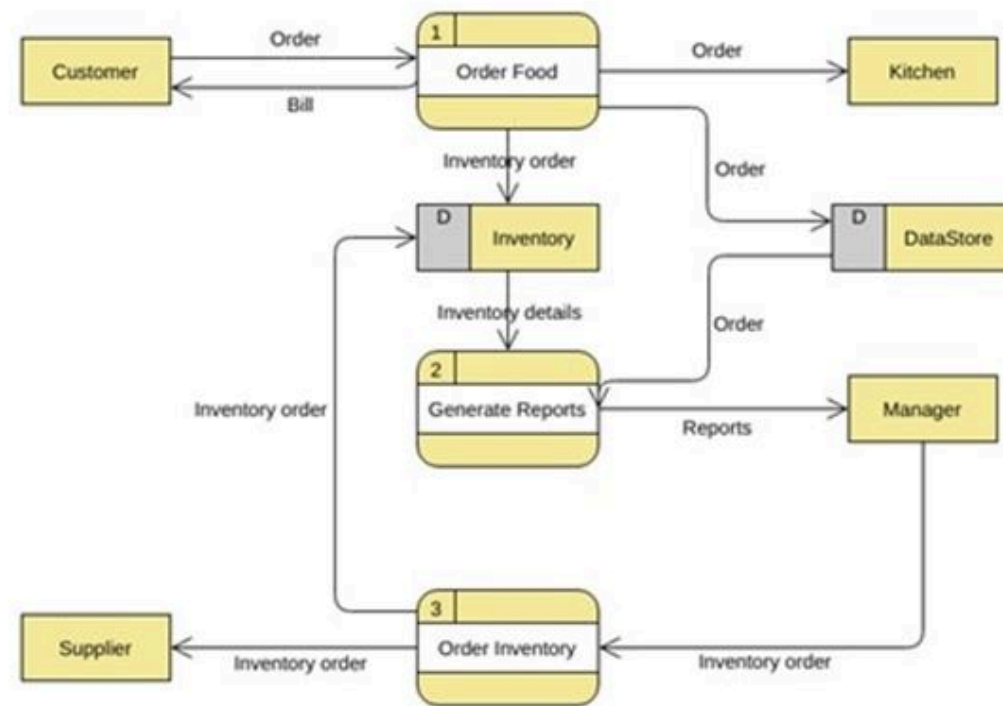 1
Order
Order
Customer
Order Food
Kitchen
Bill
Inventory order
Order
D
Inventory
D
DataStore
Inventory details
Order
2
Inventory order
Generate Reports
Manager
Reports
3
Supplier
Order Inventory
Inventory order
Inventory order